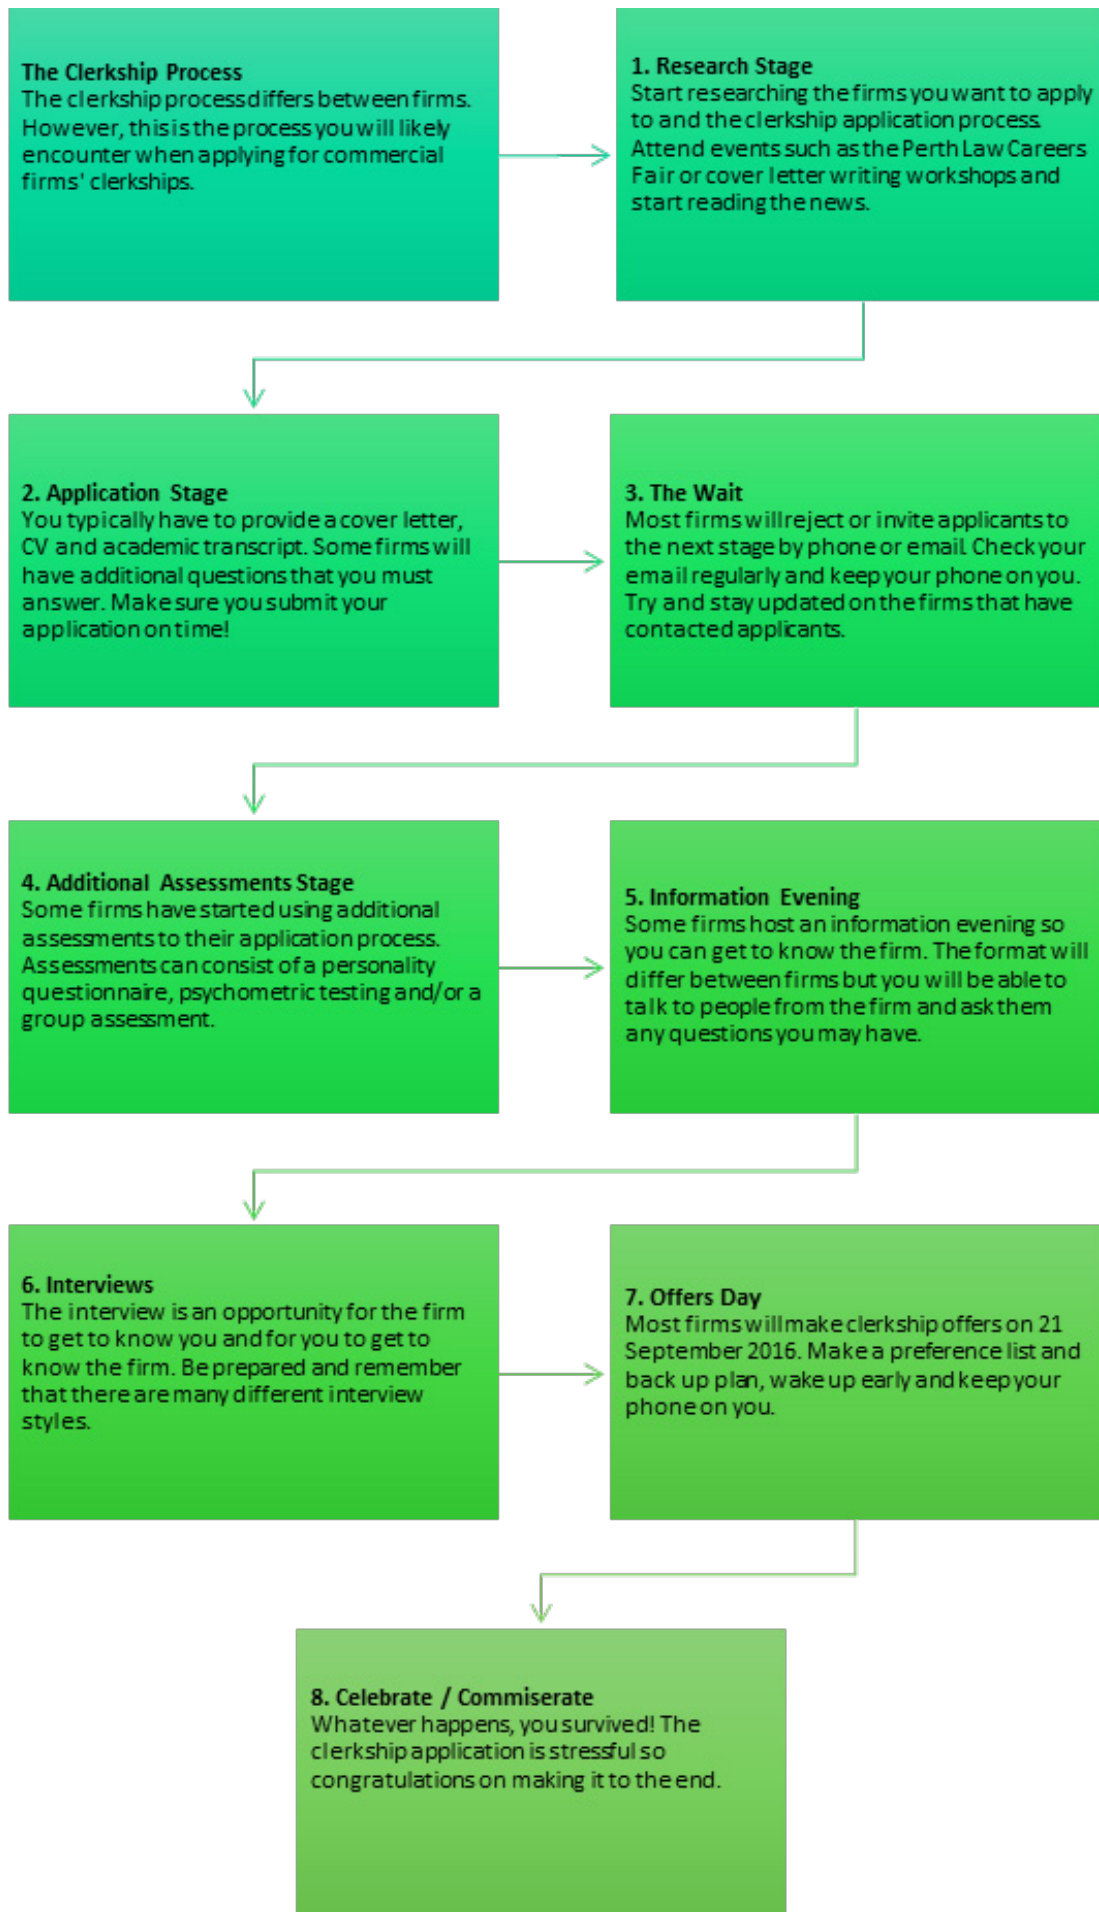 The Clerkship Process
The clerkship process differs between firms.
However, this is the process you will likely
encounter when applying for commercial
firms' clerkships.
1. Research Stage
Start researching the firms you want to apply
to and the clerkship application process.
Attend events such as the Perth Law Careers
Fair or cover letter writing workshops and
start reading the news.
2. Application Stage
You typically have to provide a cover letter,
CV and academic transcript. Some firms will
have additional questions that you must
answer. Make sure you submit your
application on time!
3. The Wait
Most firms will reject or invite applicants to
the next stage by phone or email. Check your
email regularly and keep your phone on you.
Try and stay updated on the firms that have
contacted applicants.
4. Additional Assessments Stage
Some firms have started using additional
assessments to their application process.
Assessments can consist of a personality
questionnaire, psychometric testing and/or a
group assessment.
5. Information Evening
Some firms host an information evening so
you can get to know the firm. The format will
differ between firms but you will be able to
talk to people from the firm and ask them
any questions you may have.
6. Interviews
The interview is an opportunity for the firm
to get to know you and for you to get to
know the firm. Be prepared and remember
that there are many different interview
styles.
7. Offers Day
Most firms will make clerkship offers on 21
September 2016. Make a preference list and
back up plan, wake up early and keep your
phone on you.
8. Celebrate / Commiserate
Whatever happens, you survived! The
clerkship application is stressful so
congratulations on making it to the end.